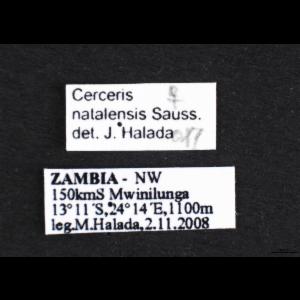 Cerceris ♀
natalensis Sauss.
det. J. Halada
ZAMBIA - NW
150kmS Mwinilunga
13°11´S,24°14´E,1100m
leg.M.Halada,2.11.2008